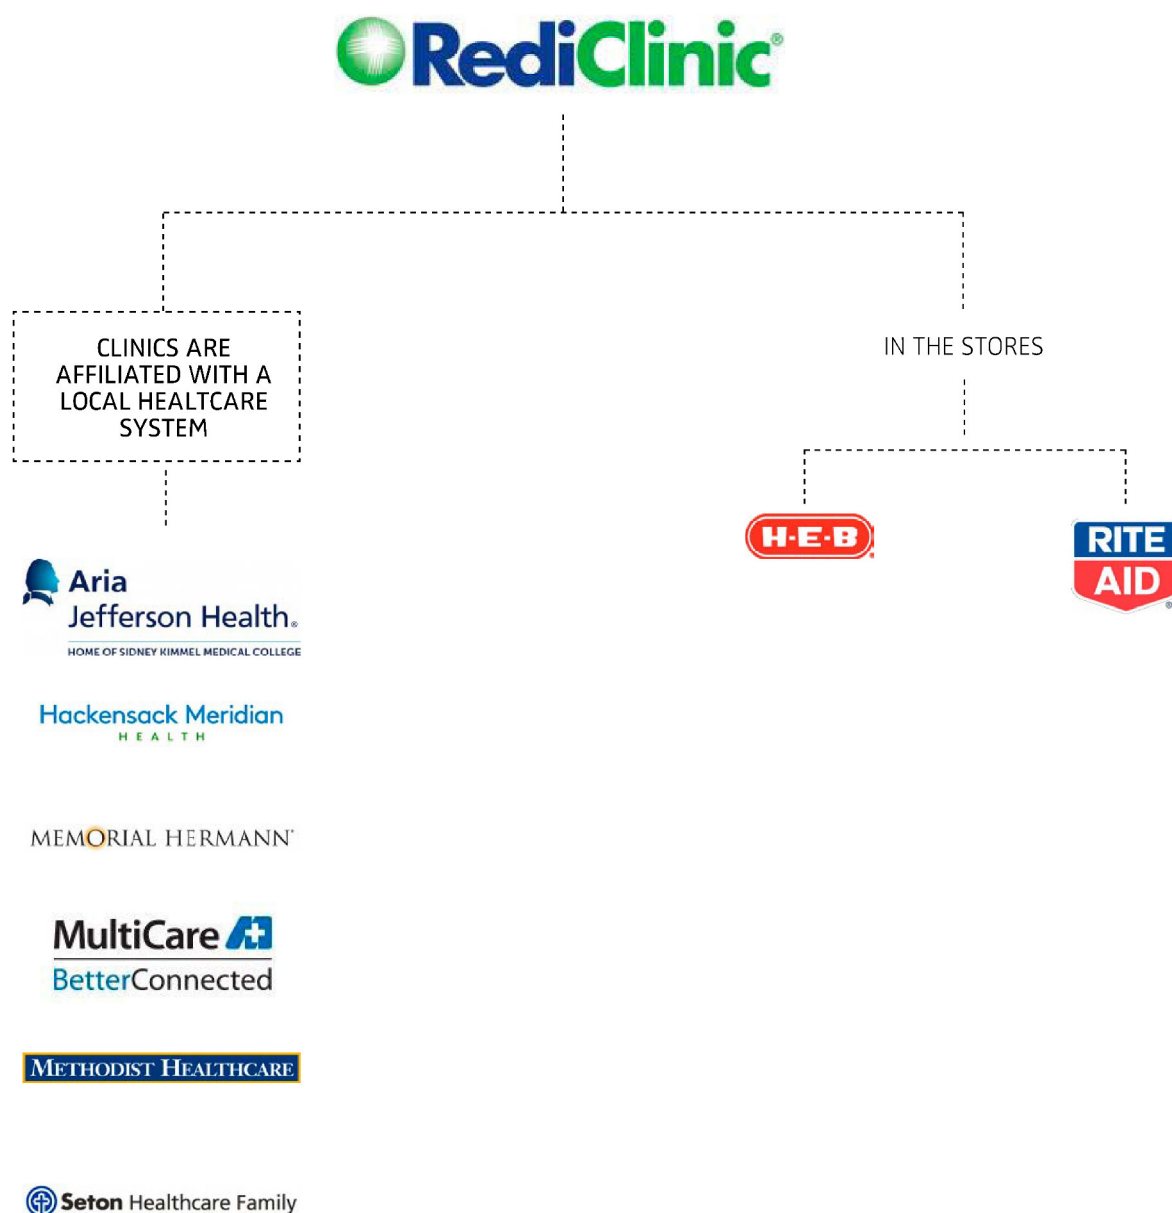 RediClinic®
CLINICS ARE
AFFILIATED WITH A
LOCAL HEALTCARE
SYSTEM
IN THE STORES
H-E-B®
RITE
AID®
Aria
Jefferson Health®
HOME OF SIDNEY KIMMEL MEDICAL COLLEGE
Hackensack Meridian
HEALTH
MEMORIAL HERMANN®
MultiCare
BetterConnected
METHODIST HEALTHCARE
Seton Healthcare Family